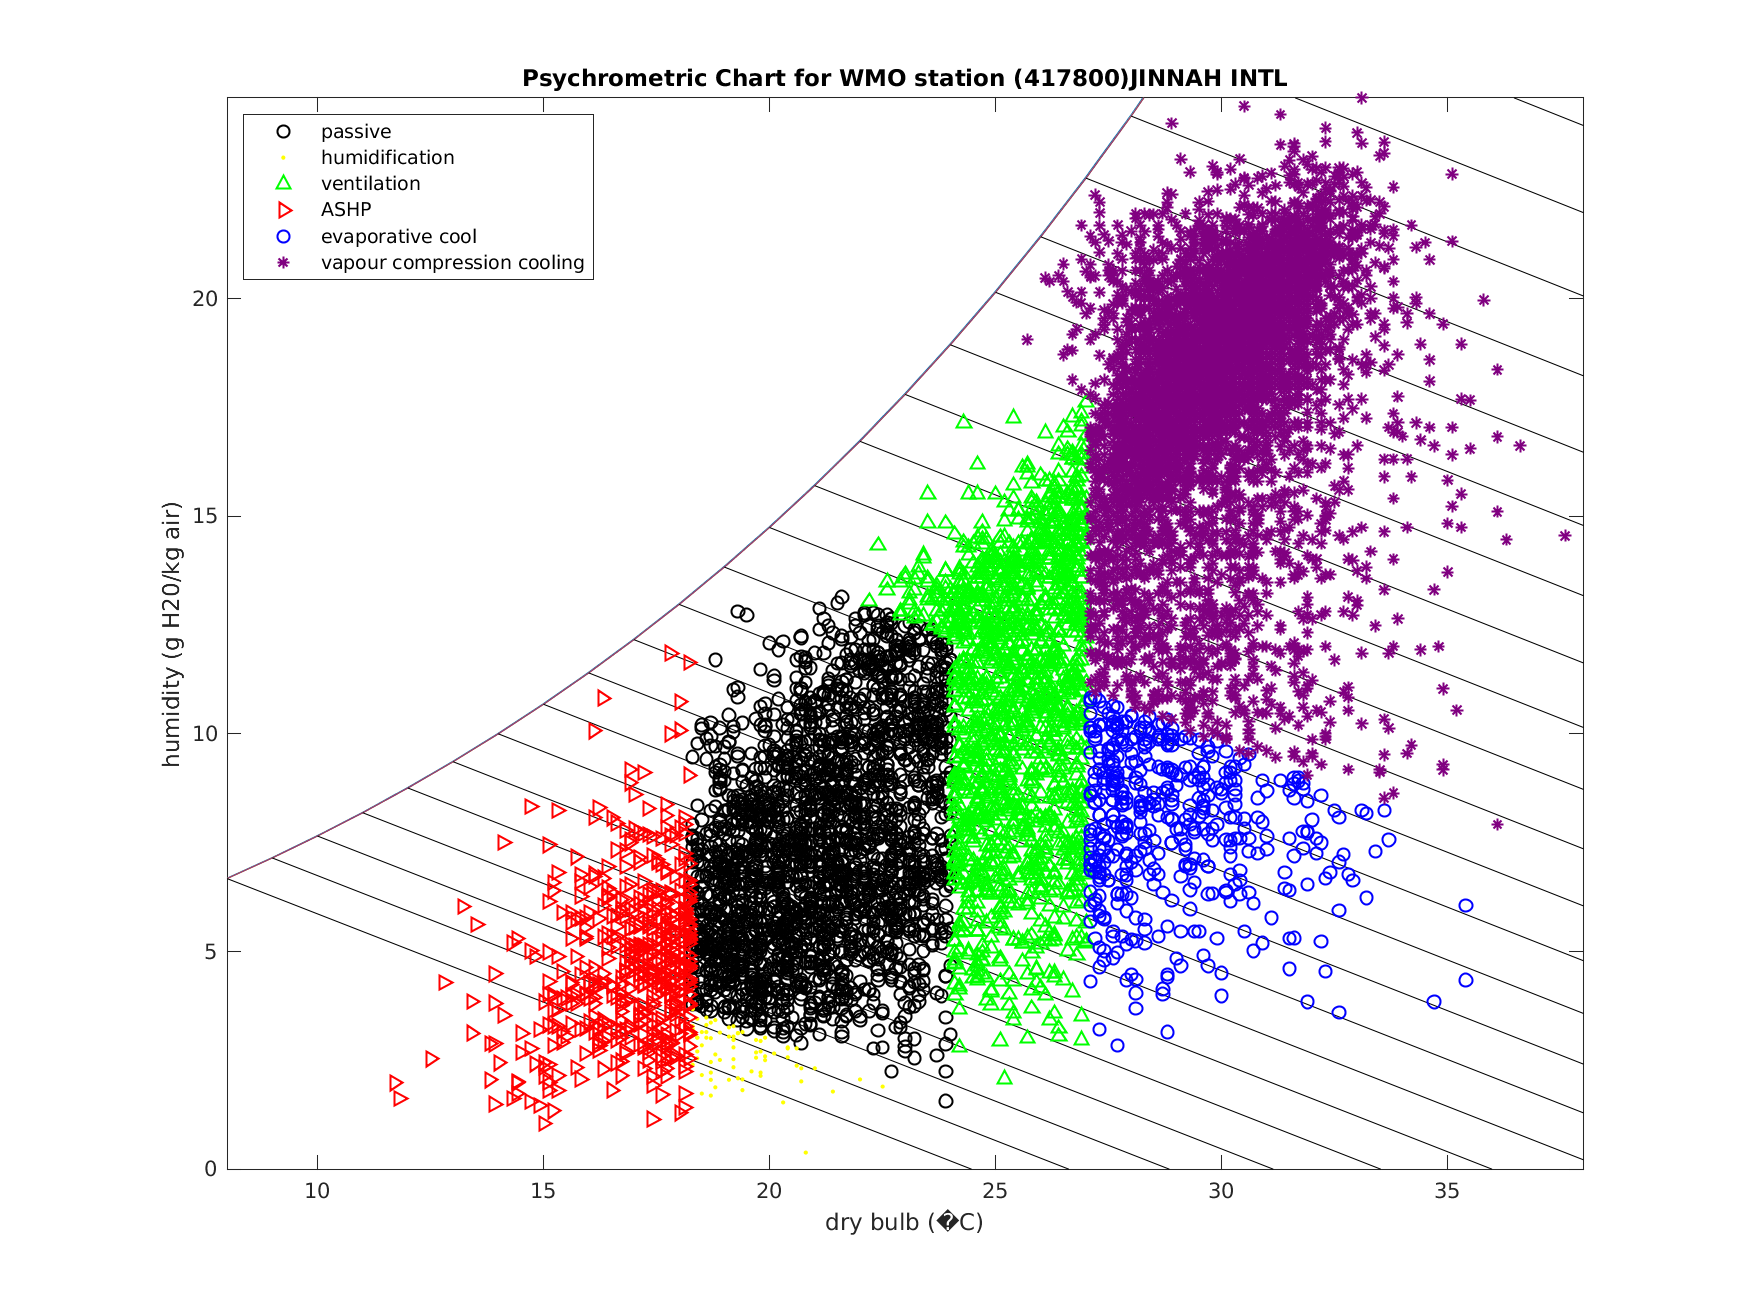 Psychrometric Chart for WMO station (417800)JINNAH INTL
passive
humidification
ventilation
ASHP
evaporative cool
vapour compression cooling
humidity (g H20/kg air)
20
15
10
5
0
10 15 20 25 30 35
dry bulb (�C)